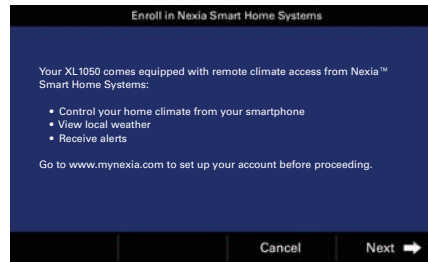 Enroll in Nexia Smart Home Systems
Your XL1050 comes equipped with remote climate access from Nexia™
Smart Home Systems:
• Control your home climate from your smartphone
• View local weather
• Receive alerts
Go to www.mynexia.com to set up your account before proceeding.
Cancel Next ➡